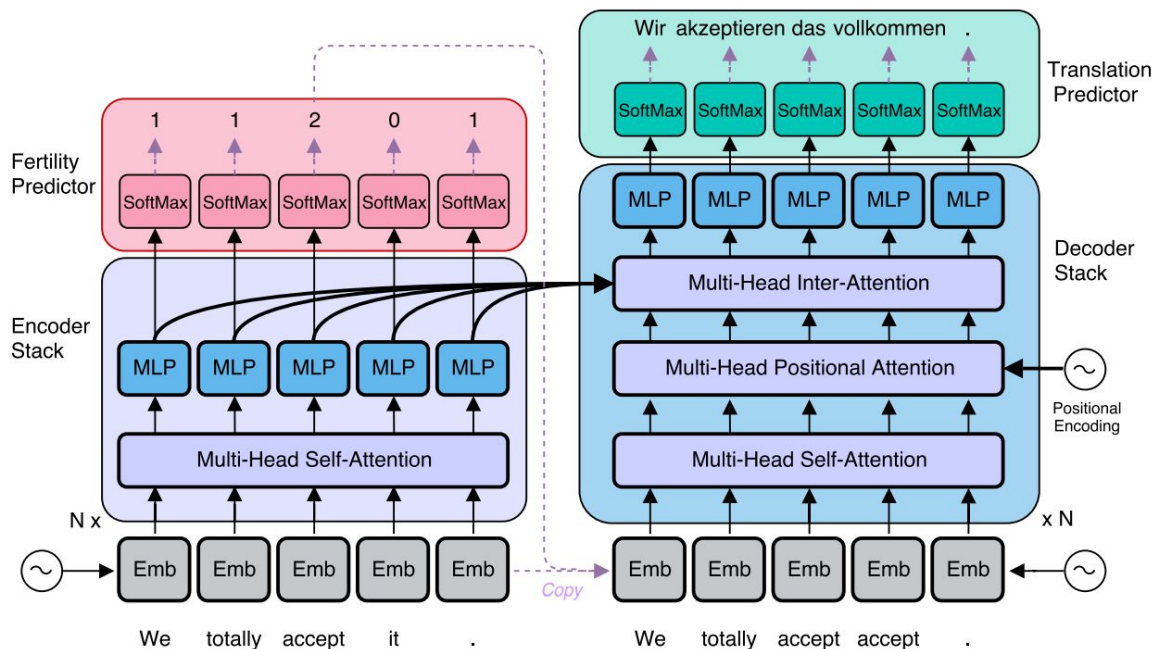 Wir akzeptieren das vollkommen .
SoftMax SoftMax SoftMax SoftMax SoftMax
Translation
Predictor
1 1 2 0 1
Fertility
Predictor
SoftMax SoftMax SoftMax SoftMax SoftMax
MLP MLP MLP MLP MLP
Decoder
Stack
Multi-Head Inter-Attention
Encoder
Stack
MLP MLP MLP MLP MLP
Multi-Head Positional Attention
Positional
Encoding
Multi-Head Self-Attention
Multi-Head Self-Attention
N x
x N
Emb Emb Emb Emb Emb
Copy
Emb Emb Emb Emb Emb
We totally accept it .
We totally accept accept .